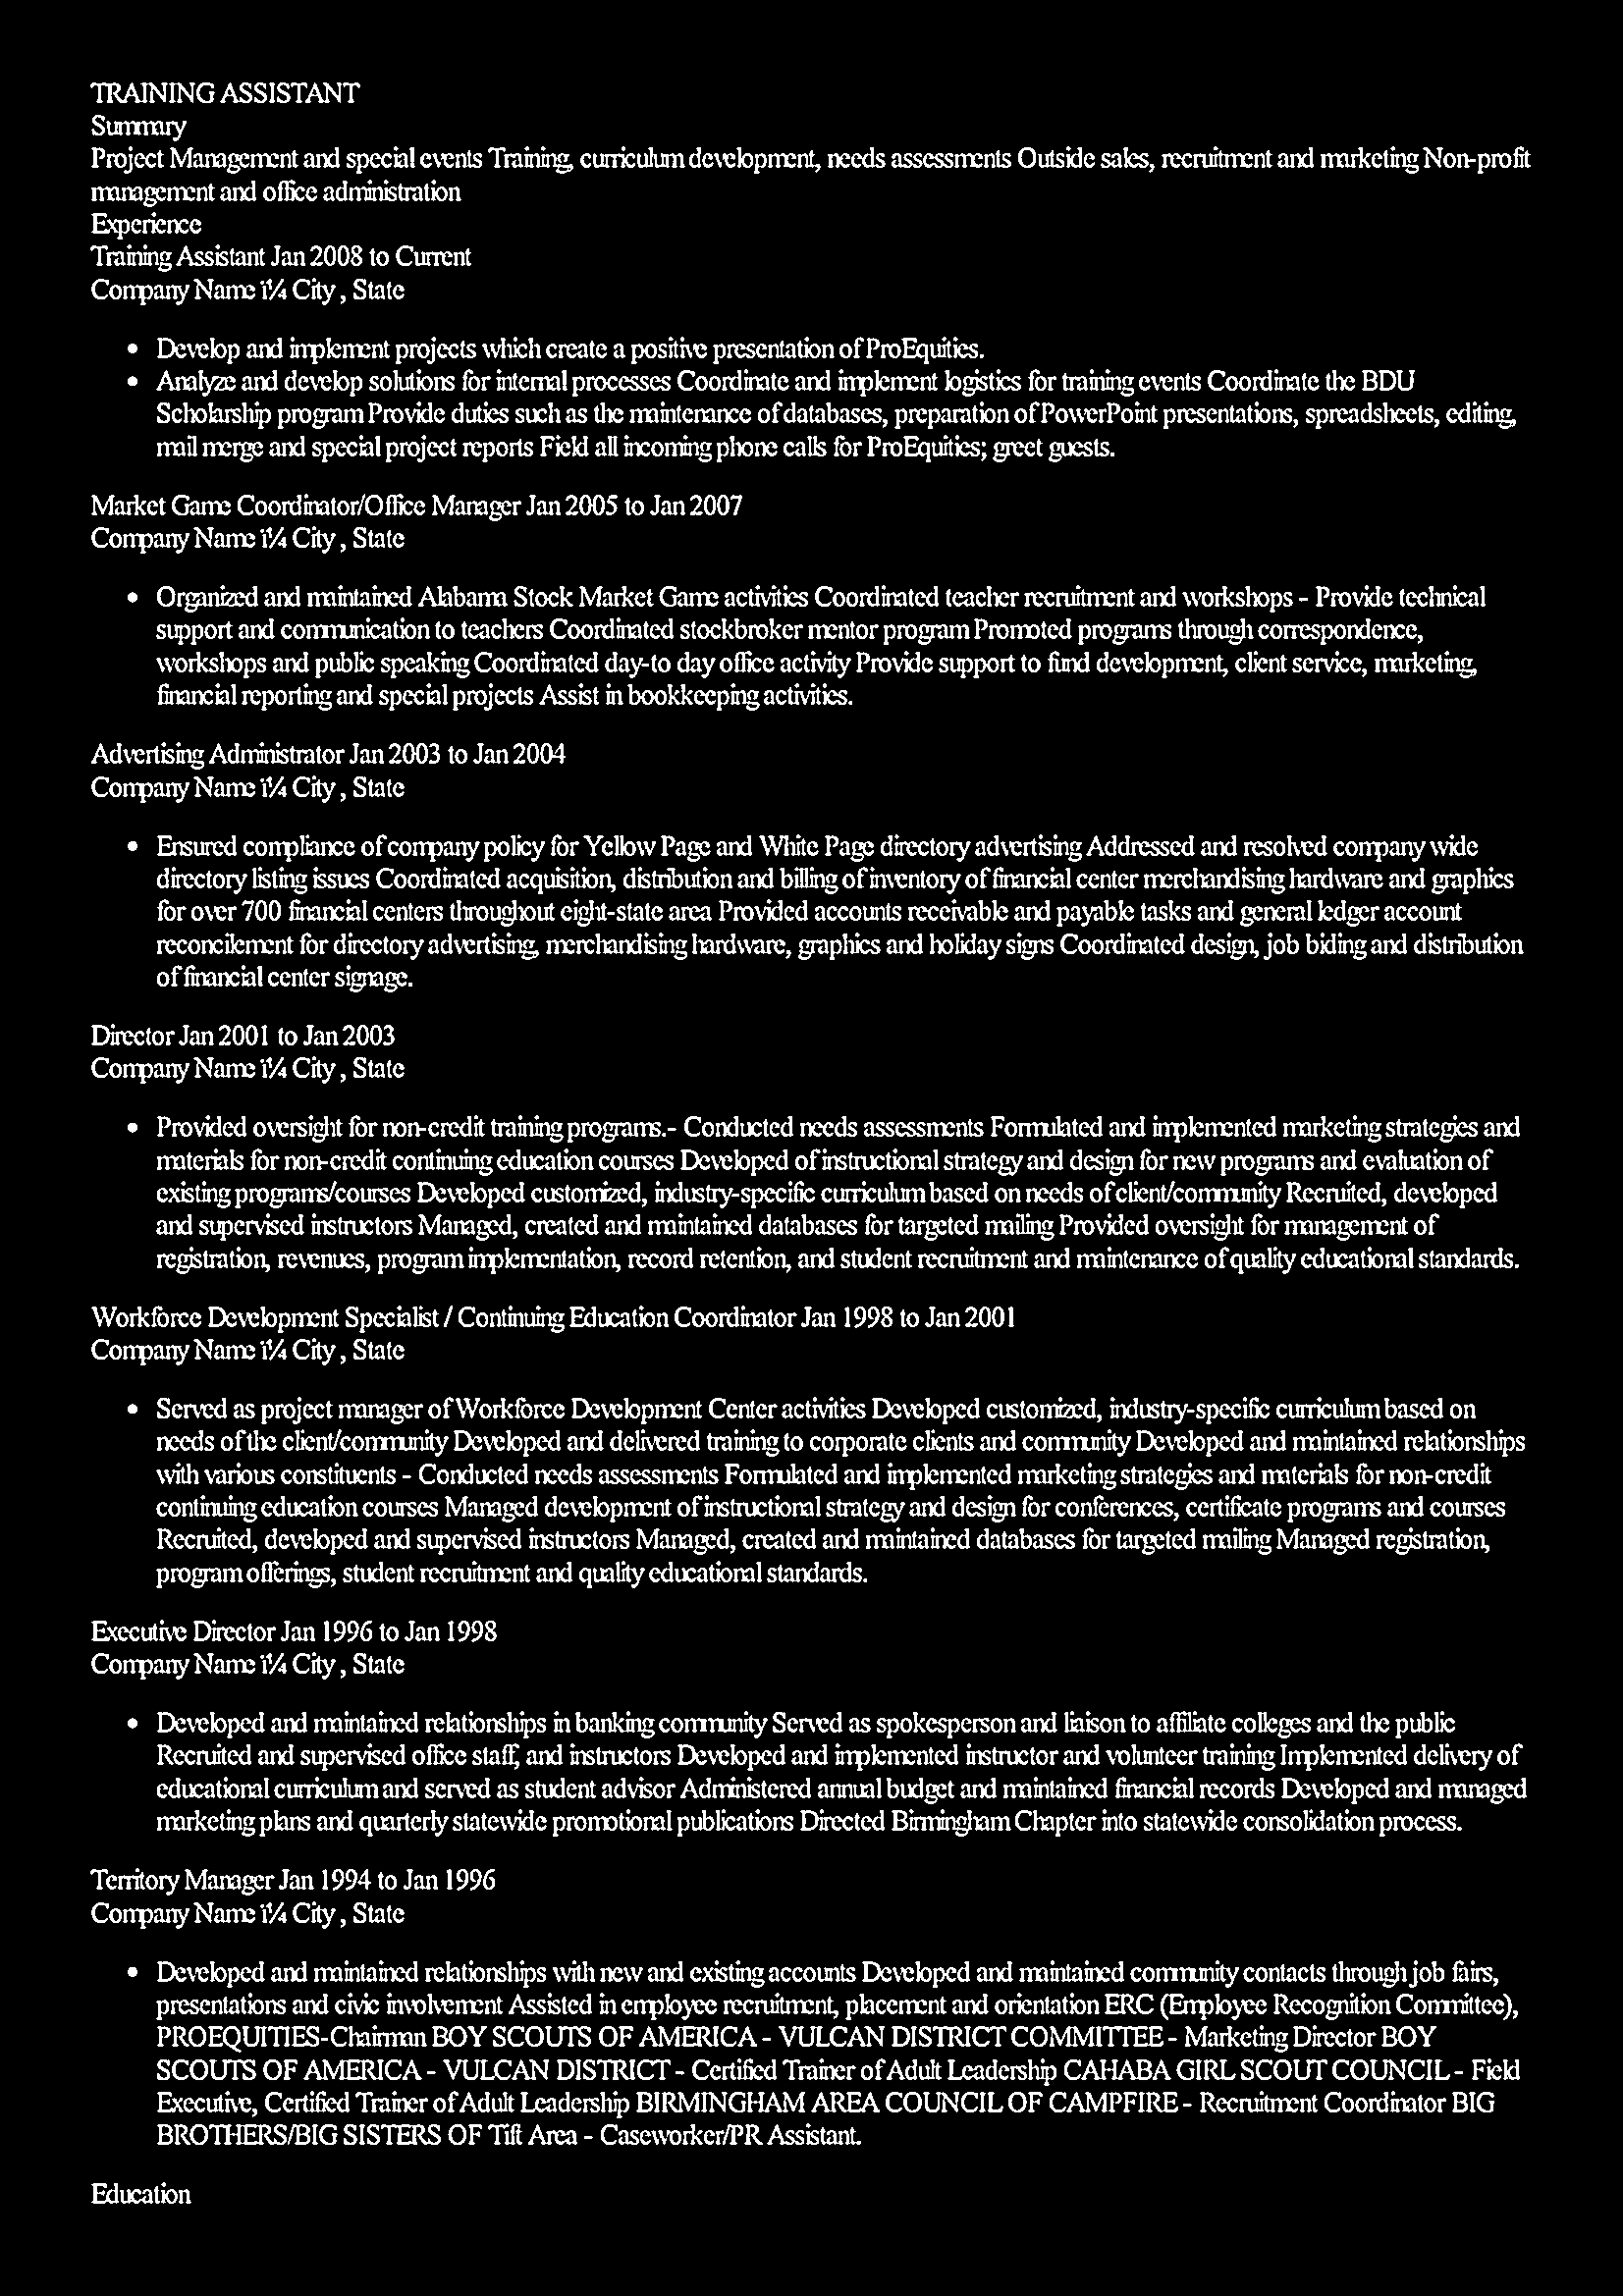 TRAINING ASSISTANT
Summary
Project Management and special events Training, curriculum development, needs assessments Outside sales, recruitment and marketing Non-profit
management and office administration
Experience
Training Assistant Jan 2008 to Current
Company Name ï¼ City , State
• Develop and implement projects which create a positive presentation of ProEquities.
• Analyze and develop solutions for internal processes Coordinate and implement logistics for training events Coordinate the BDU
Scholarship program Provide duties such as the maintenance of databases, preparation of PowerPoint presentations, spreadsheets, editing,
mail merge and special project reports Field all incoming phone calls for ProEquities; greet guests.
Market Game Coordinator/Office Manager Jan 2005 to Jan 2007
Company Name ï¼ City , State
• Organized and maintained Alabama Stock Market Game activities Coordinated teacher recruitment and workshops - Provide technical
support and communication to teachers Coordinated stockbroker mentor program Promoted programs through correspondence,
workshops and public speaking Coordinated day-to day office activity Provide support to fund development, client service, marketing,
financial reporting and special projects Assist in bookkeeping activities.
Advertising Administrator Jan 2003 to Jan 2004
Company Name ï¼ City , State
• Ensured compliance of company policy for Yellow Page and White Page directory advertising Addressed and resolved company wide
directory listing issues Coordinated acquisition, distribution and billing of inventory of financial center merchandising hardware and graphics
for over 700 financial centers throughout eight-state area Provided accounts receivable and payable tasks and general ledger account
reconcilement for directory advertising, merchandising hardware, graphics and holiday signs Coordinated design, job biding and distribution
of financial center signage.
Director Jan 2001 to Jan 2003
Company Name ï¼ City , State
• Provided oversight for non-credit training programs.- Conducted needs assessments Formulated and implemented marketing strategies and
materials for non-credit continuing education courses Developed of instructional strategy and design for new programs and evaluation of
existing programs/courses Developed customized, industry-specific curriculum based on needs of client/community Recruited, developed
and supervised instructors Managed, created and maintained databases for targeted mailing Provided oversight for management of
registration, revenues, program implementation, record retention, and student recruitment and maintenance of quality educational standards.
Workforce Development Specialist / Continuing Education Coordinator Jan 1998 to Jan 2001
Company Name ï¼ City , State
• Served as project manager of Workforce Development Center activities Developed customized, industry-specific curriculum based on
needs of the client/community Developed and delivered training to corporate clients and community Developed and maintained relationships
with various constituents - Conducted needs assessments Formulated and implemented marketing strategies and materials for non-credit
continuing education courses Managed development of instructional strategy and design for conferences, certificate programs and courses
Recruited, developed and supervised instructors Managed, created and maintained databases for targeted mailing Managed registration,
program offerings, student recruitment and quality educational standards.
Executive Director Jan 1996 to Jan 1998
Company Name ï¼ City , State
• Developed and maintained relationships in banking community Served as spokesperson and liaison to affiliate colleges and the public
Recruited and supervised office staff, and instructors Developed and implemented instructor and volunteer training Implemented delivery of
educational curriculum and served as student advisor Administered annual budget and maintained financial records Developed and managed
marketing plans and quarterly statewide promotional publications Directed Birmingham Chapter into statewide consolidation process.
Territory Manager Jan 1994 to Jan 1996
Company Name ï¼ City , State
• Developed and maintained relationships with new and existing accounts Developed and maintained community contacts through job fairs,
presentations and civic involvement Assisted in employee recruitment, placement and orientation ERC (Employee Recognition Committee),
PROEQUITIES-Chairman BOY SCOUTS OF AMERICA - VULCAN DISTRICT COMMITTEE - Marketing Director BOY
SCOUTS OF AMERICA - VULCAN DISTRICT - Certified Trainer of Adult Leadership CAHABA GIRL SCOUT COUNCIL - Field
Executive, Certified Trainer of Adult Leadership BIRMINGHAM AREA COUNCIL OF CAMPFIRE - Recruitment Coordinator BIG
BROTHERS/BIG SISTERS OF Tift Area - Caseworker/PR Assistant.
Education